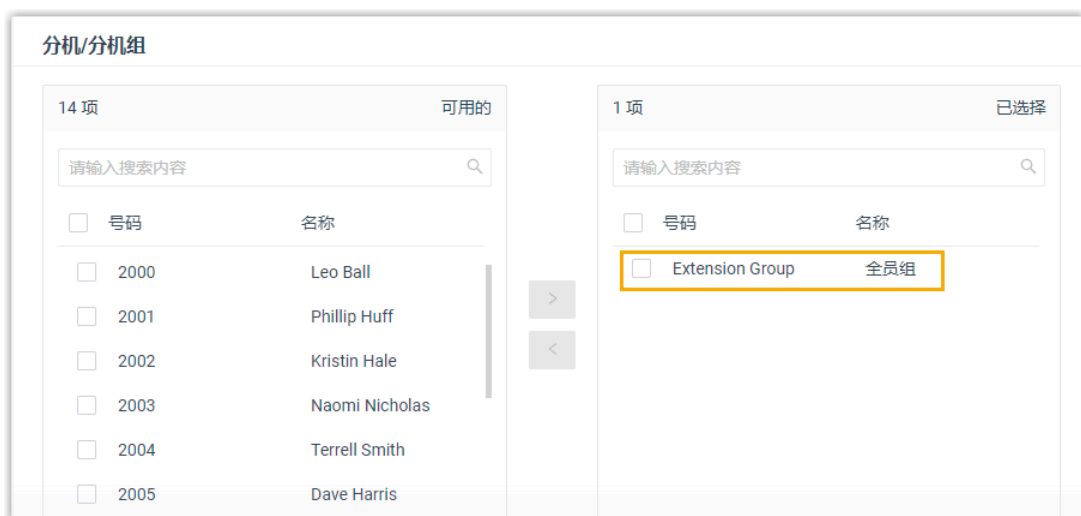 分机/分机组
14 项 可用的
请输入搜索内容
号码 名称
2000 Leo Ball
2001 Phillip Huff
2002 Kristin Hale
2003 Naomi Nicholas
2004 Terrell Smith
2005 Dave Harris
>
<
1 项 已选择
请输入搜索内容
号码 名称
Extension Group 全员组